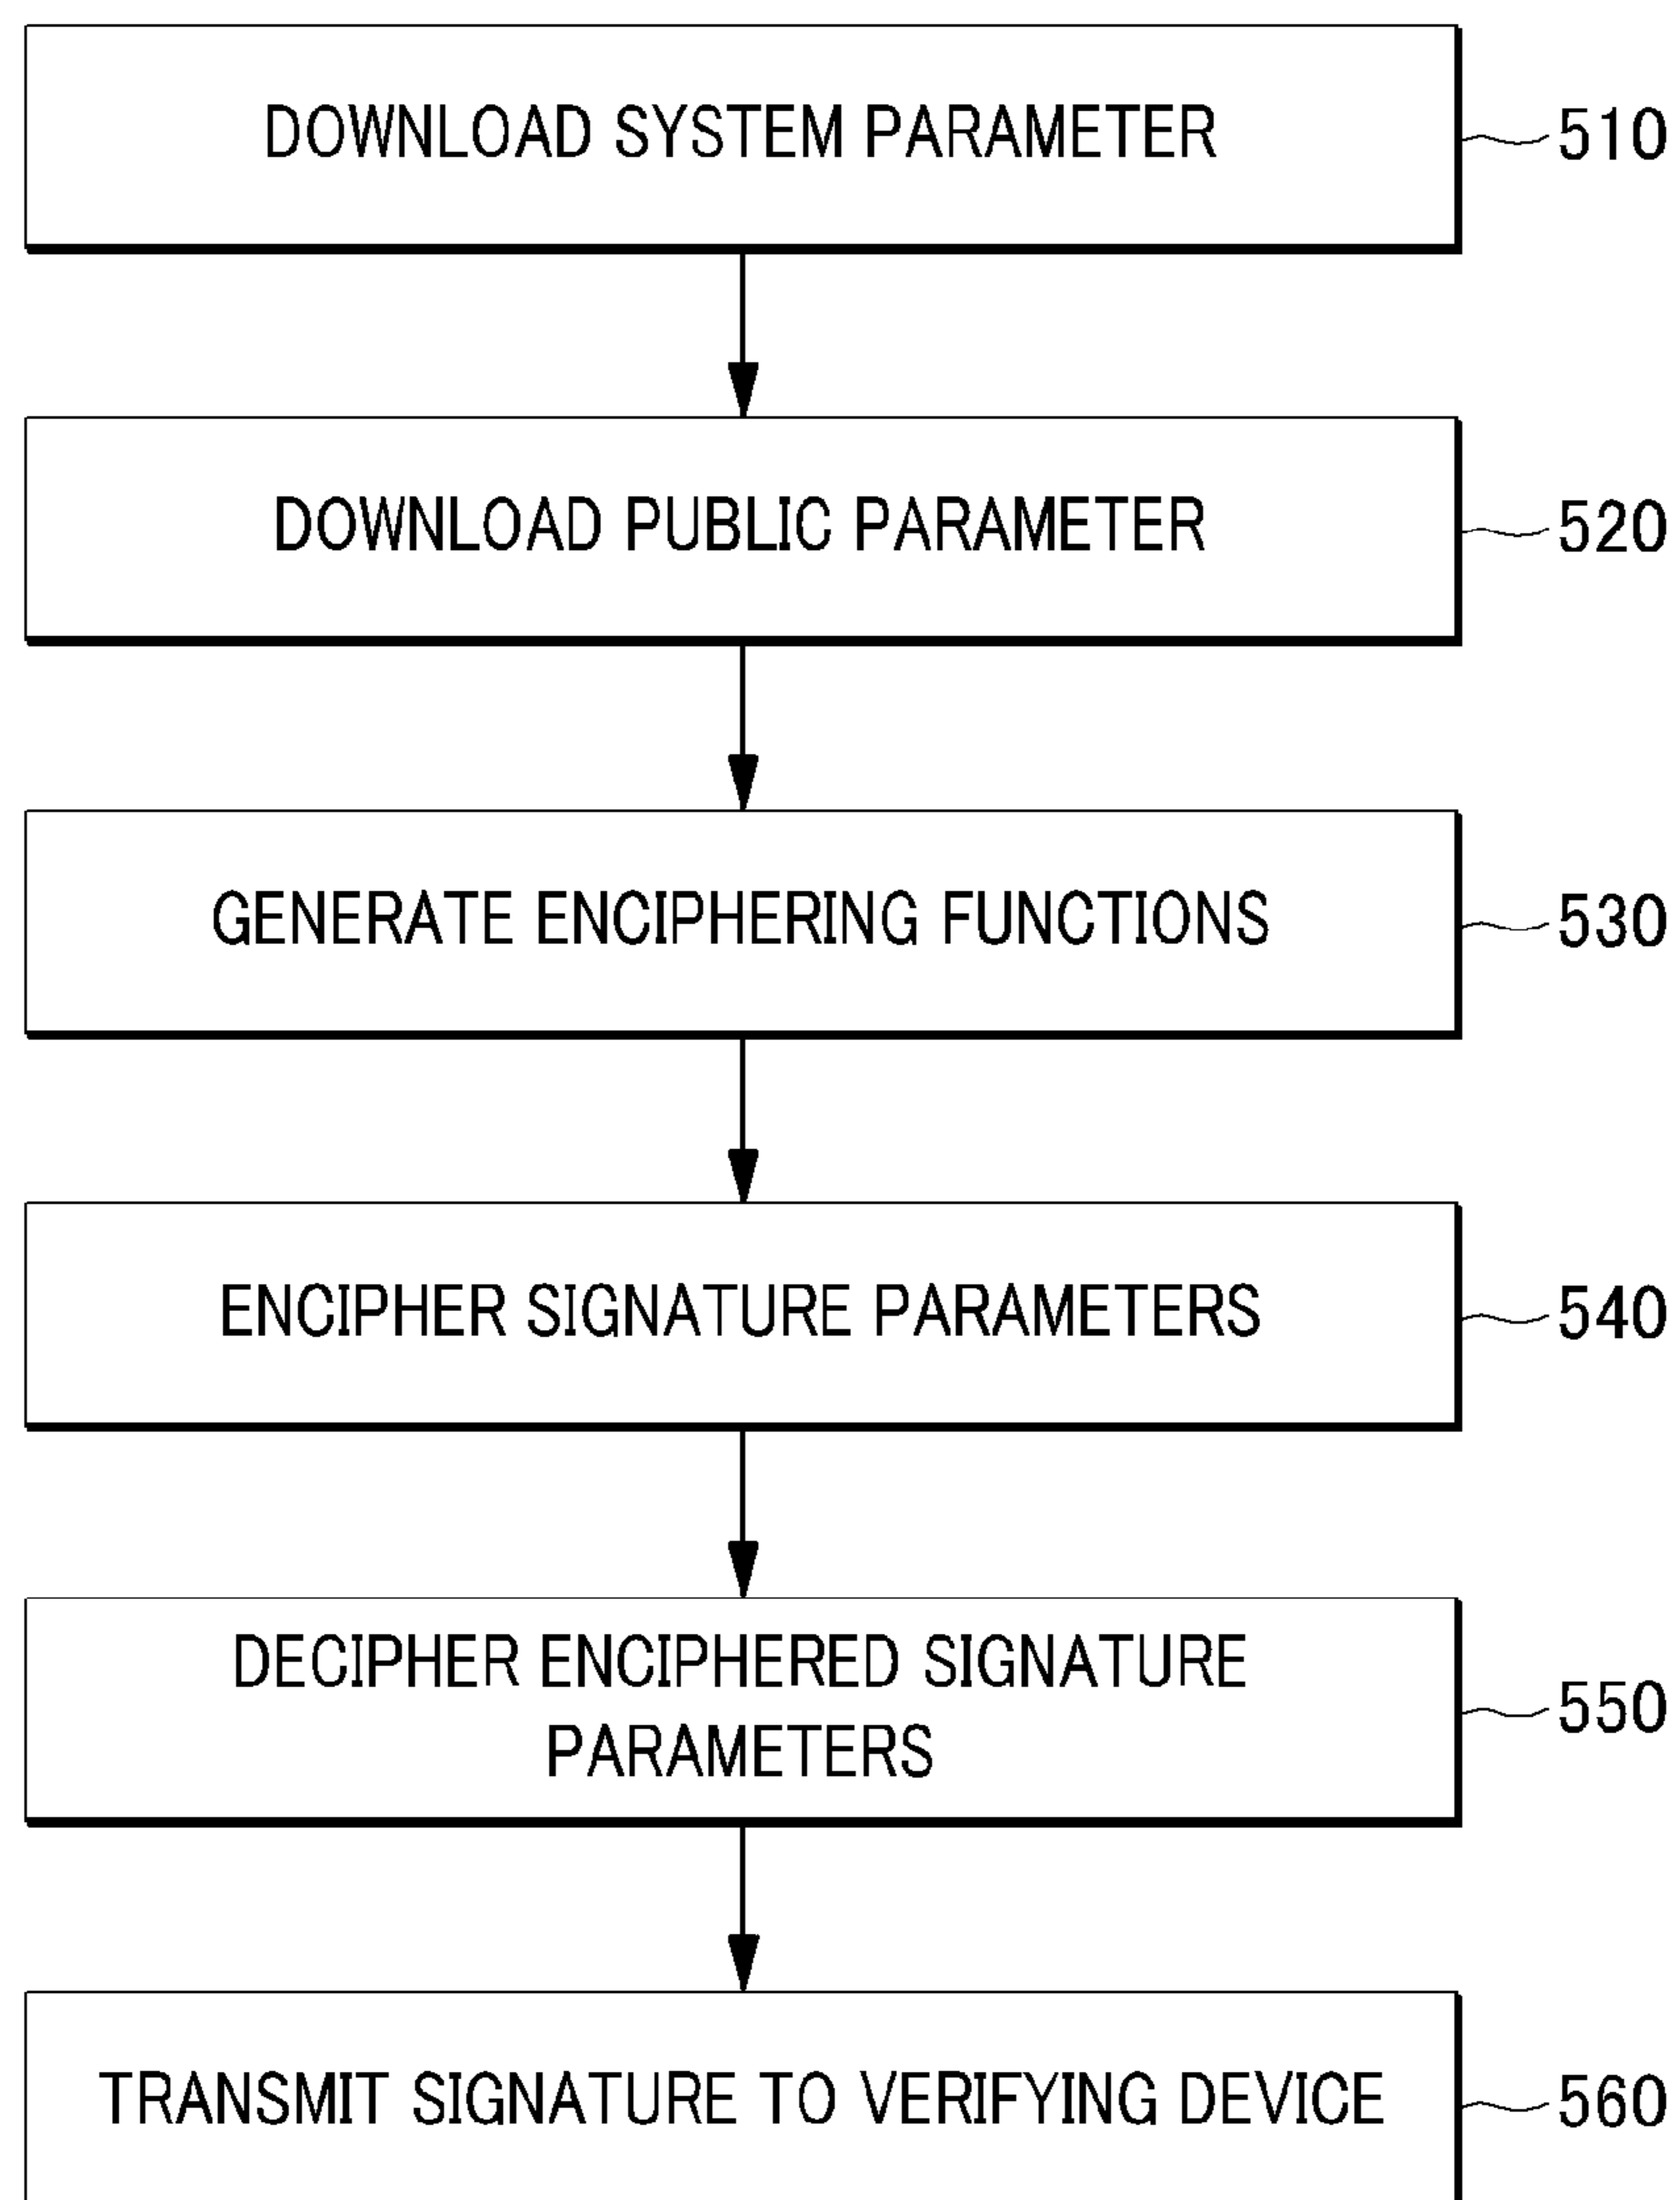 DOWNLOAD SYSTEM PARAMETER
510
DOWNLOAD PUBLIC PARAMETER
520
GENERATE ENCIPHERING FUNCTIONS
530
ENCIPHER SIGNATURE PARAMETERS
540
DECIPHER ENCIPHERED SIGNATURE
PARAMETERS
550
TRANSMIT SIGNATURE TO VERIFYING DEVICE
560